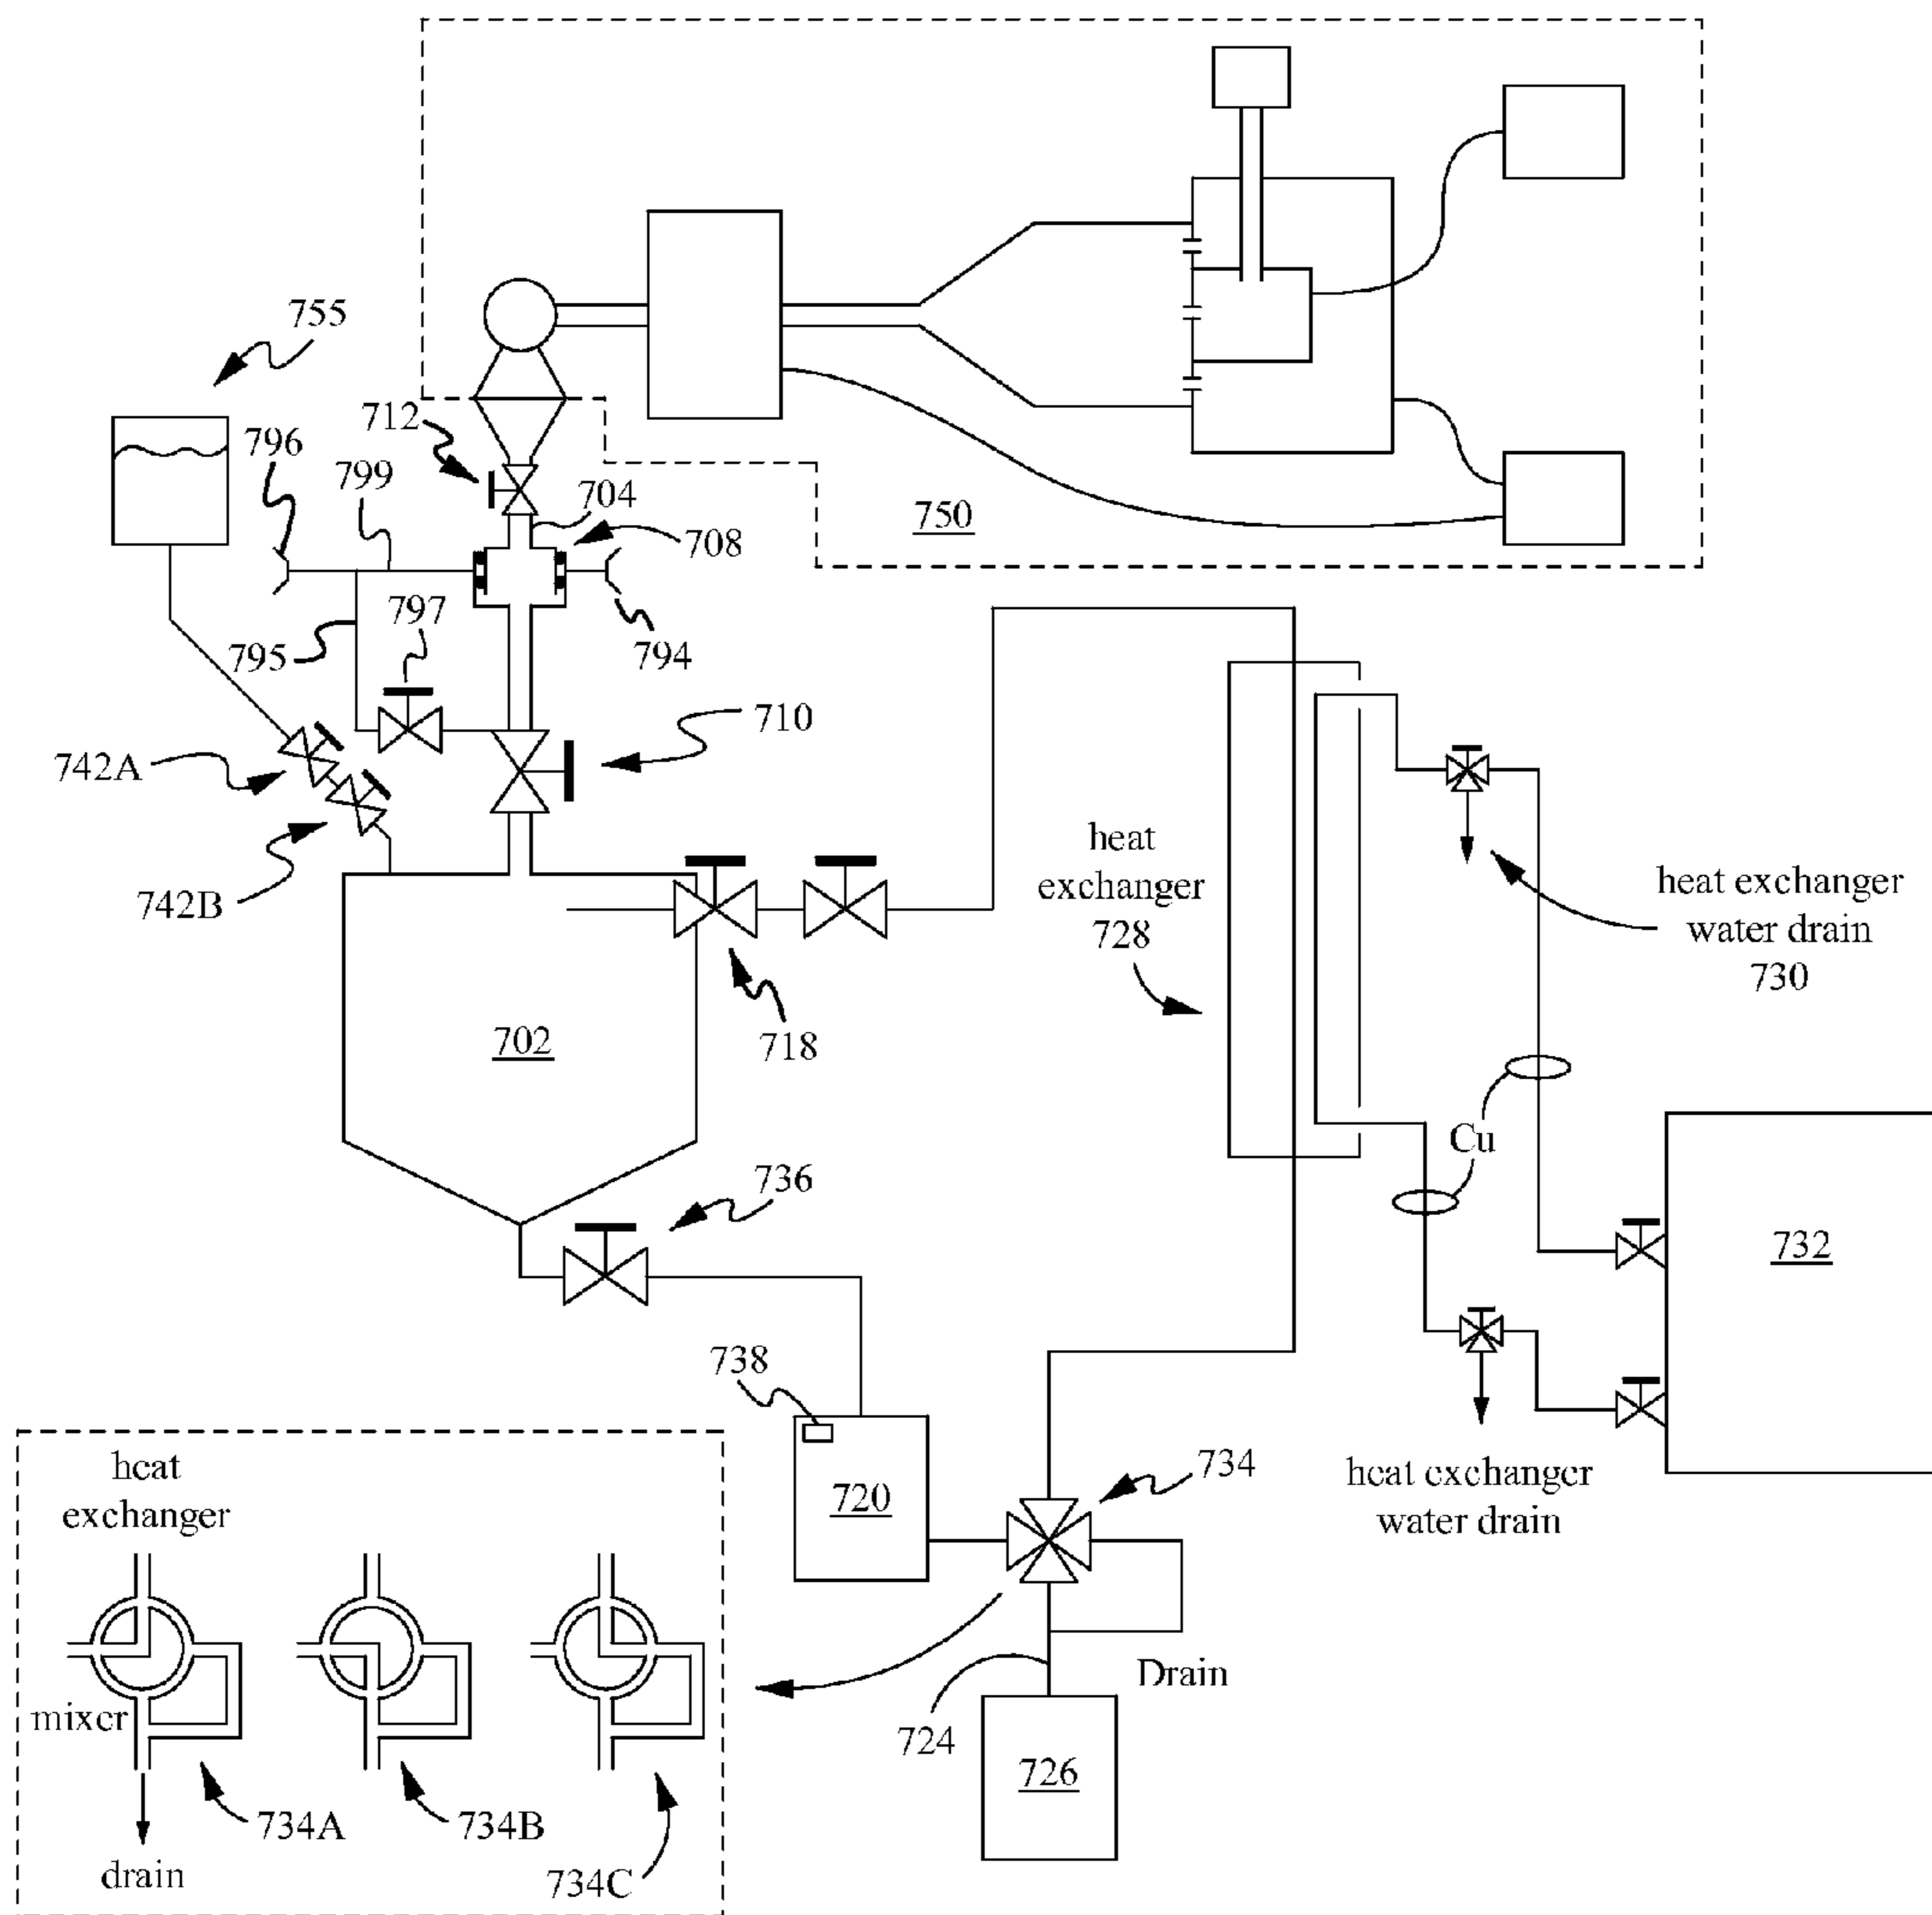 755
712
796
799
704
708
750
797
795
794
710
742A
742B
heat
exchanger
728
heat exchanger
water drain
730
702
718
Cu
736
732
738
720
734
heat exchanger
water drain
724
Drain
726
heat
exchanger
mixer
734A
734B
734C
drain